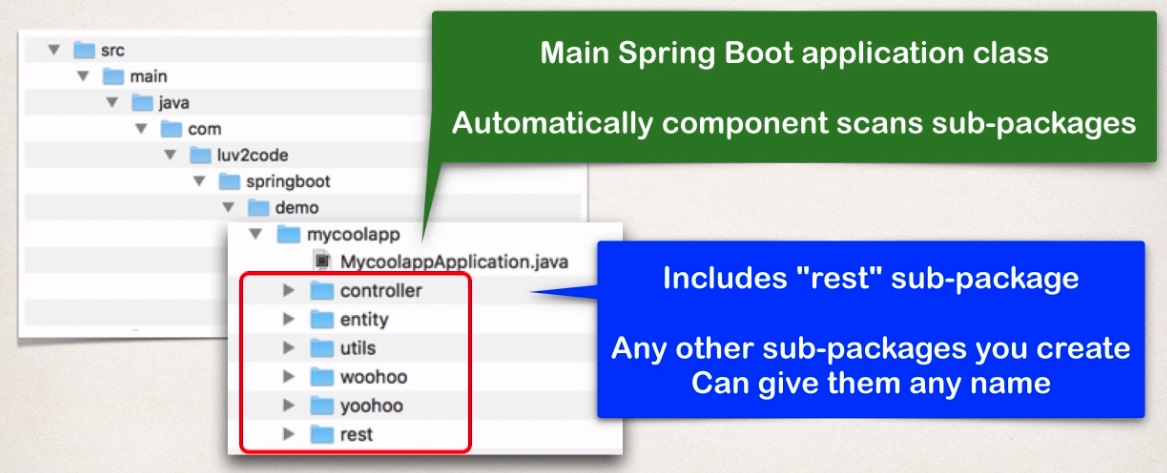 src
main
java
com
luv2code
springboot
demo
mycoolapp
MycoolappApplication.java
controller
entity
utils
woohoo
yoohoo
rest
Main Spring Boot application class
Automatically component scans sub-packages
Includes "rest" sub-package
Any other sub-packages you create
Can give them any name